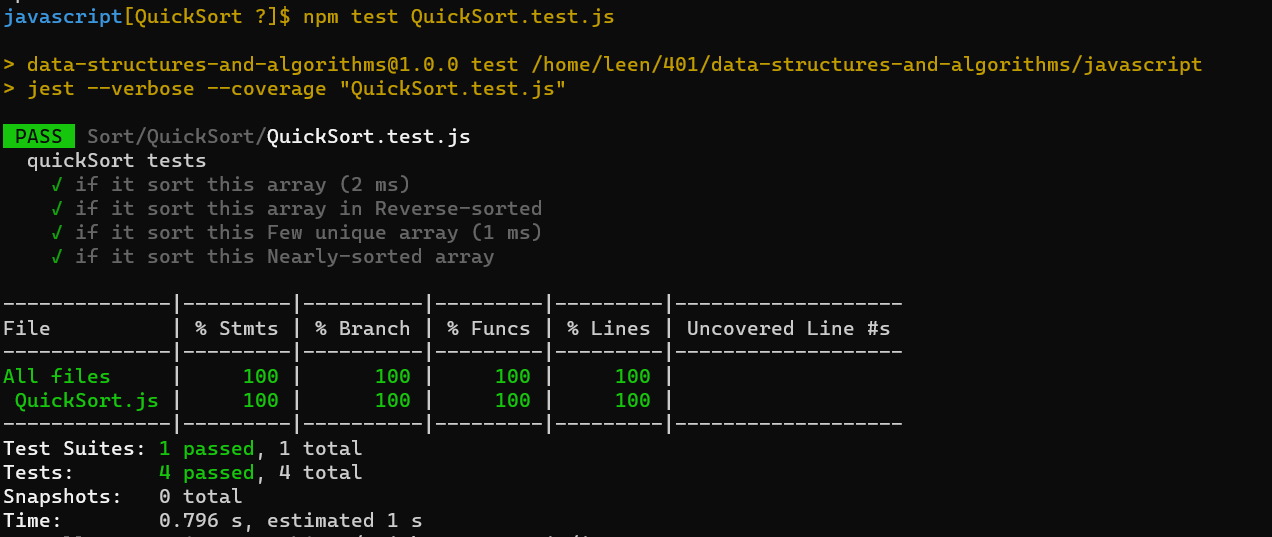 javascript[QuickSort ?]$ npm test QuickSort.test.js
> data-structures-and-algorithms@1.0.0 test /home/leen/401/data-structures-and-algorithms/javascript
> jest --verbose --coverage "QuickSort.test.js"
PASS Sort/QuickSort/QuickSort.test.js
quickSort tests
√ if it sort this array (2 ms)
√ if it sort this array in Reverse-sorted
√ if it sort this Few unique array (1 ms)
√ if it sort this Nearly-sorted array
--------------|---------|----------|---------|---------|-------------------
File          | % Stmts | % Branch | % Funcs | % Lines | Uncovered Line #s
--------------|---------|----------|---------|---------|-------------------
All files     |     100 |      100 |     100 |     100 |
QuickSort.js |     100 |      100 |     100 |     100 |
--------------|---------|----------|---------|---------|-------------------
Test Suites: 1 passed, 1 total
Tests:       4 passed, 4 total
Snapshots:   0 total
Time:        0.796 s, estimated 1 s